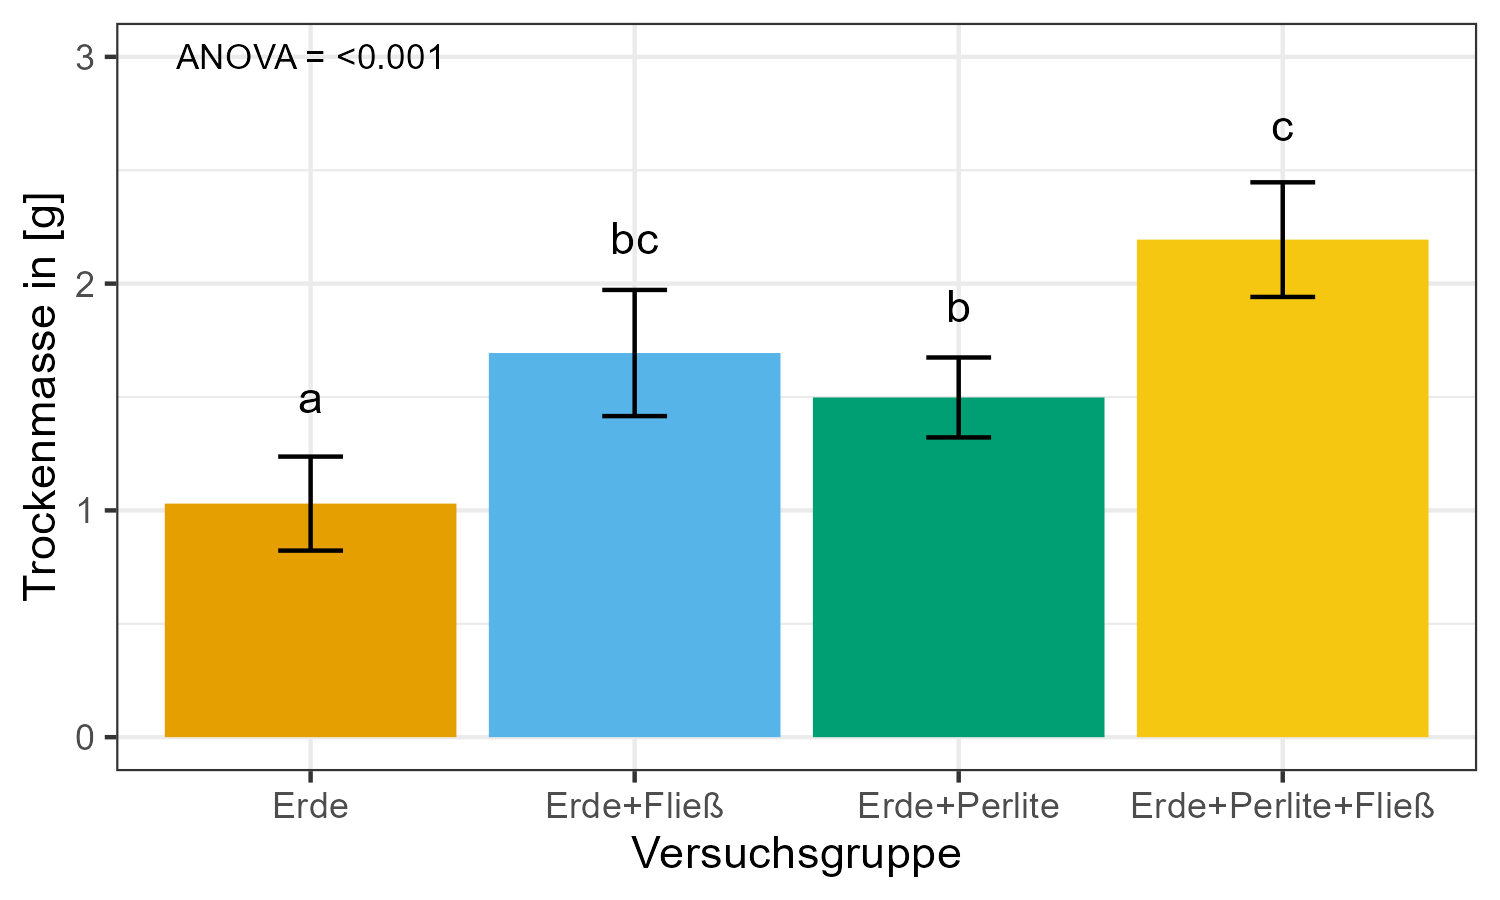 ANOVA = <0.001
3
2
1
0
Trockenmasse in [g]
a
bc
b
c
Erde
Erde+Fließ
Erde+Perlite
Erde+Perlite+Fließ
Versuchsgruppe